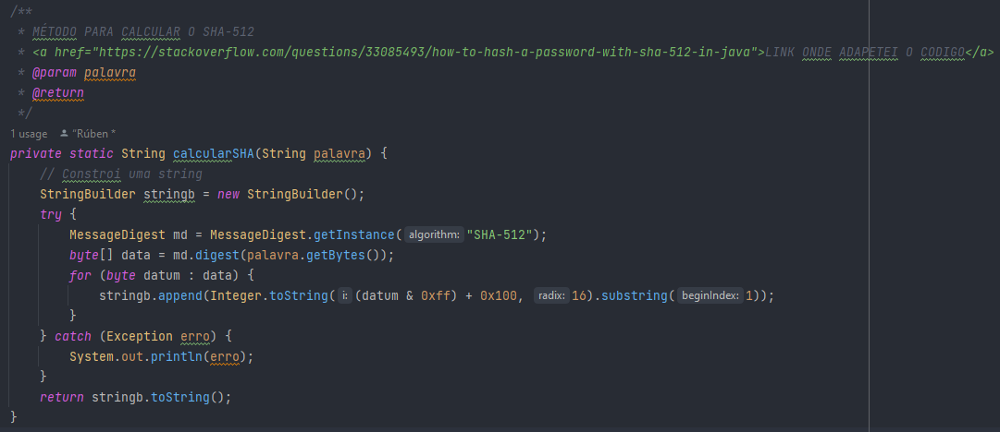 /**
 * MÉTODO PARA CALCULAR O SHA-512
 * <a href="https://stackoverflow.com/questions/33085493/how-to-hash-a-password-with-sha-512-in-java">LINK ONDE ADAPETEI O CODIGO</a>
 * @param palavra
 * @return
 */
1 usage "Rúben *
private static String calcularSHA(String palavra) {
    // Constroi uma string
    StringBuilder stringb = new StringBuilder();
    try {
        MessageDigest md = MessageDigest.getInstance( algorithm: "SHA-512");
        byte[] data = md.digest(palavra.getBytes());
        for (byte datum : data) {
            stringb.append(Integer.toString( i: (datum & 0xff) + 0x100, radix: 16).substring( beginIndex: 1));
        }
    } catch (Exception erro) {
        System.out.println(erro);
    }
    return stringb.toString();
}